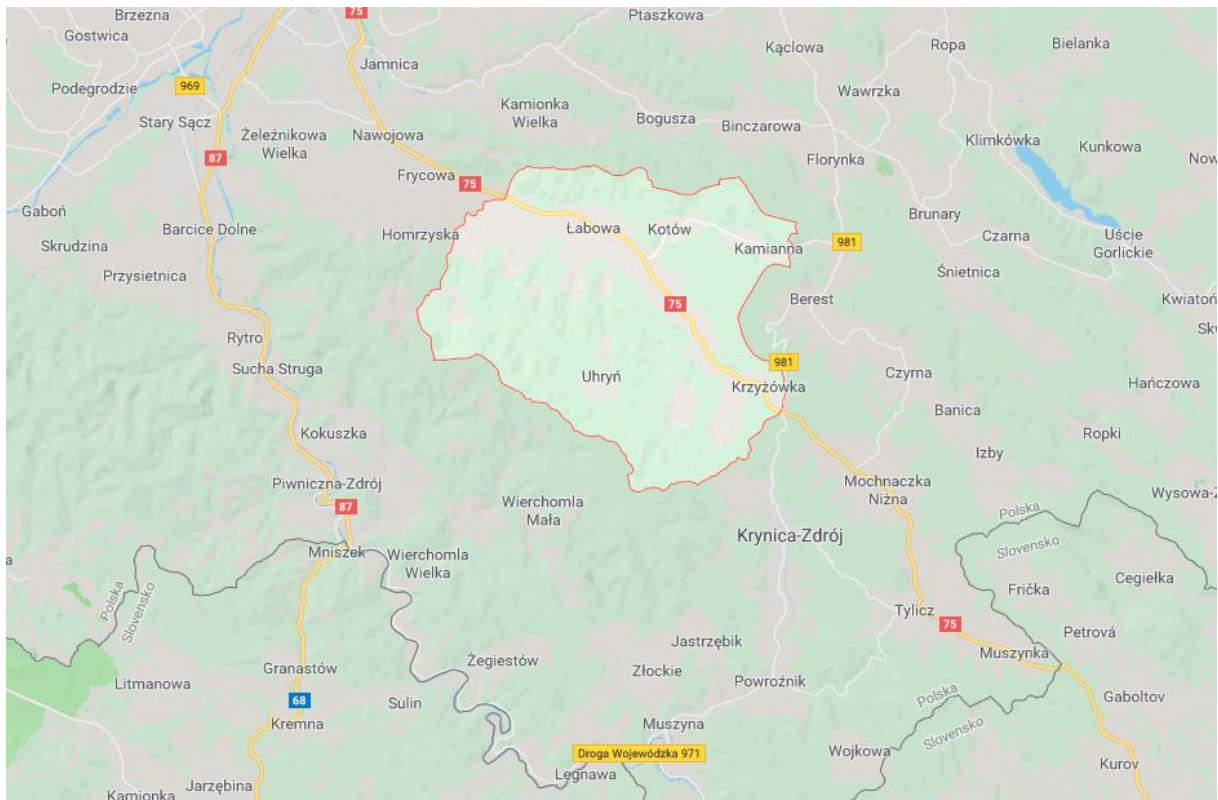 75
Brzezna
Ptaszkowa
Gostwica
Kąclowa
Ropa
Bielanka
Jamnica
Podegrodzie
969
Wawrzka
Kamionka
Wielka
Stary Sącz
Żeleźnikowa
Wielka
Nawojowa
Bogusza
Binczarowa
Klimkówka
Kunkowa
Florynka
Now
Frycowa
75
87
Gaboń
Barcice Dolne
Brunary
Skrudzina
Homrzyska
Łabowa
Kotów
Kamianna
981
Czarna
Uście
Gorlickie
Przysietnica
Śnietnica
Berest
Kwiatoń
75
Sk
Rytro
Sucha Struga
981
Uhryń
Krzyżówka
Czyrna
Hańczowa
Banica
Kokuszka
Ropki
Izby
Piwniczna-Zdrój
Mochnaczka
Niżna
Wysowa-Z
87
Wierchomla
Mała
Polska
Krynica-Zdrój
Slovensko
Mniszek
Wierchomla
Wielka
a
Polska
Slovensko
Frička
Cegiełka
Tylicz
75
Petrová
Jastrzębik
Muszynka
Granastów
Żegiestów
Złockie
Litmanowa
Powroźnik
Polska
Gaboltov
68
Sulin
Kremna
Muszyna
Slovensko
Droga Wojewódzka 971
Wojkowa
Legnawa
Kurov
Jarzębina
Kamionka